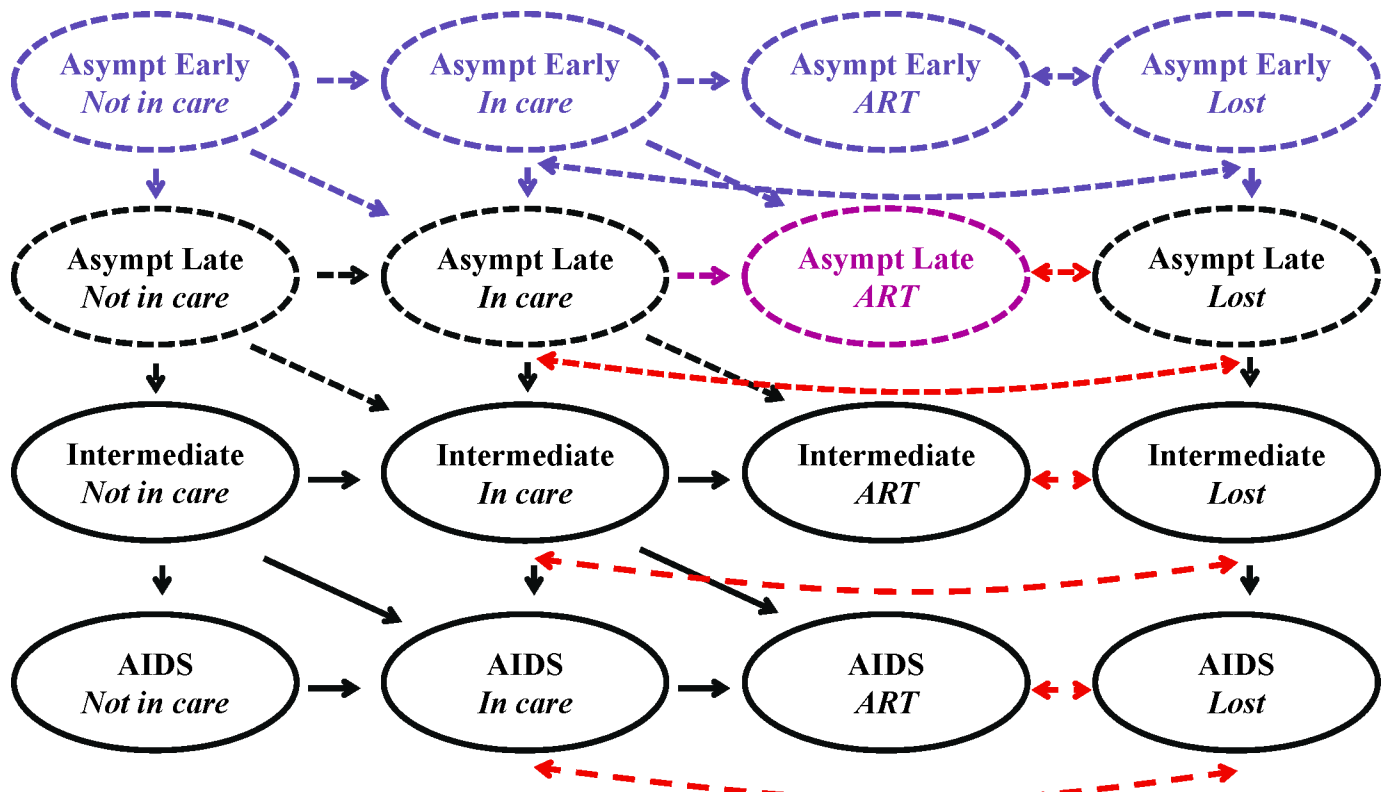 Asympt Early
Not in care
Asympt Early
In care
Asympt Early
ART
Asympt Early
Lost
Asympt Late
Not in care
Asympt Late
In care
Asympt Late
ART
Asympt Late
Lost
Intermediate
Not in care
Intermediate
In care
Intermediate
ART
Intermediate
Lost
AIDS
Not in care
AIDS
In care
AIDS
ART
AIDS
Lost